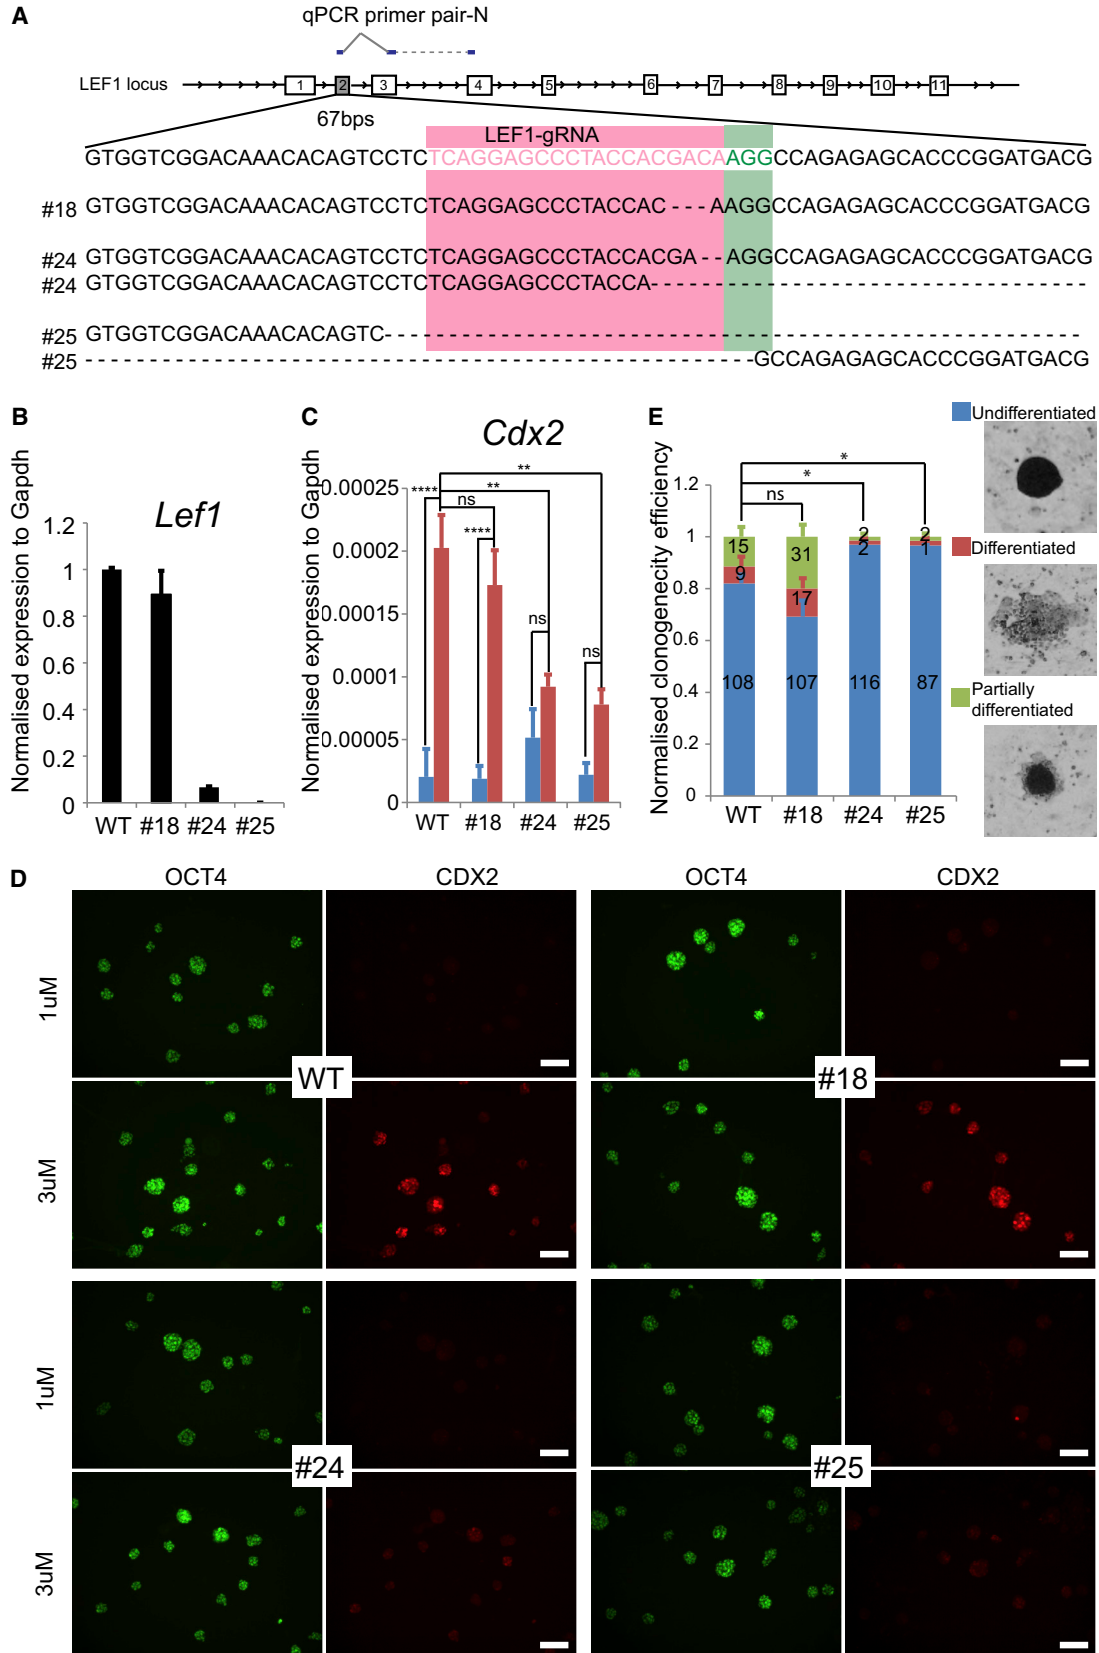 A
qPCR primer pair-N
LEF1 locus
1 2 3 4 5 6 7 8 9 10 11
67bps
LEF1-gRNA
GTGGTCGGACAAACACAGTCCTCTCAGGAGCCCTACCACGACAAGGCCAGAGAGCACCCGGATGACG
#18 GTGGTCGGACAAACACAGTCCTCTCAGGAGCCCTACCAC---AAGGCCAGAGAGCACCCGGATGACG
#24 GTGGTCGGACAAACACAGTCCTCTCAGGAGCCCTACCACGA--AGGCCAGAGAGCACCCGGATGACG
#24 GTGGTCGGACAAACACAGTCCTCTCAGGAGCCCTACCA-----------------------------
#25 GTGGTCGGACAAACACAGTC-----------------------------------------------
#25 ---------------------------------------------GCCAGAGAGCACCCGGATGACG
B
Lef1
Normalised expression to Gapdh
1.2
1
0.8
0.6
0.4
0.2
0
WT #18 #24 #25
C
Cdx2
Normalised expression to Gapdh
0.00025
0.0002
0.00015
0.0001
0.00005
0
**
**** **
ns
****
ns
ns
WT #18 #24 #25
E
Normalised clonogenecity efficiency
1.2
1
0.8
0.6
0.4
0.2
0
*
*
ns
15 31 2 2
9 17 2 1
108 107 116 87
WT #18 #24 #25
Undifferentiated
Differentiated
Partially
differentiated
D
OCT4 CDX2 OCT4 CDX2
1uM
WT #18
3uM
1uM
#24 #25
3uM